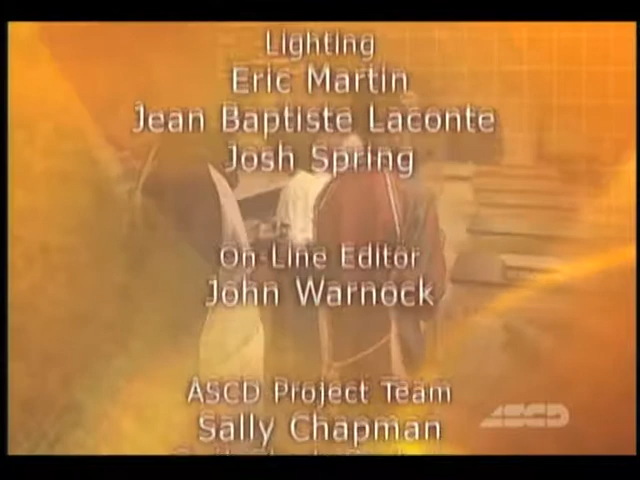 Lighting
Eric Martin
Jean Baptiste Laconte
Josh Spring
On-Line Editor
John Warnock
ASCD Project Team
Sally Chapman
ASCD